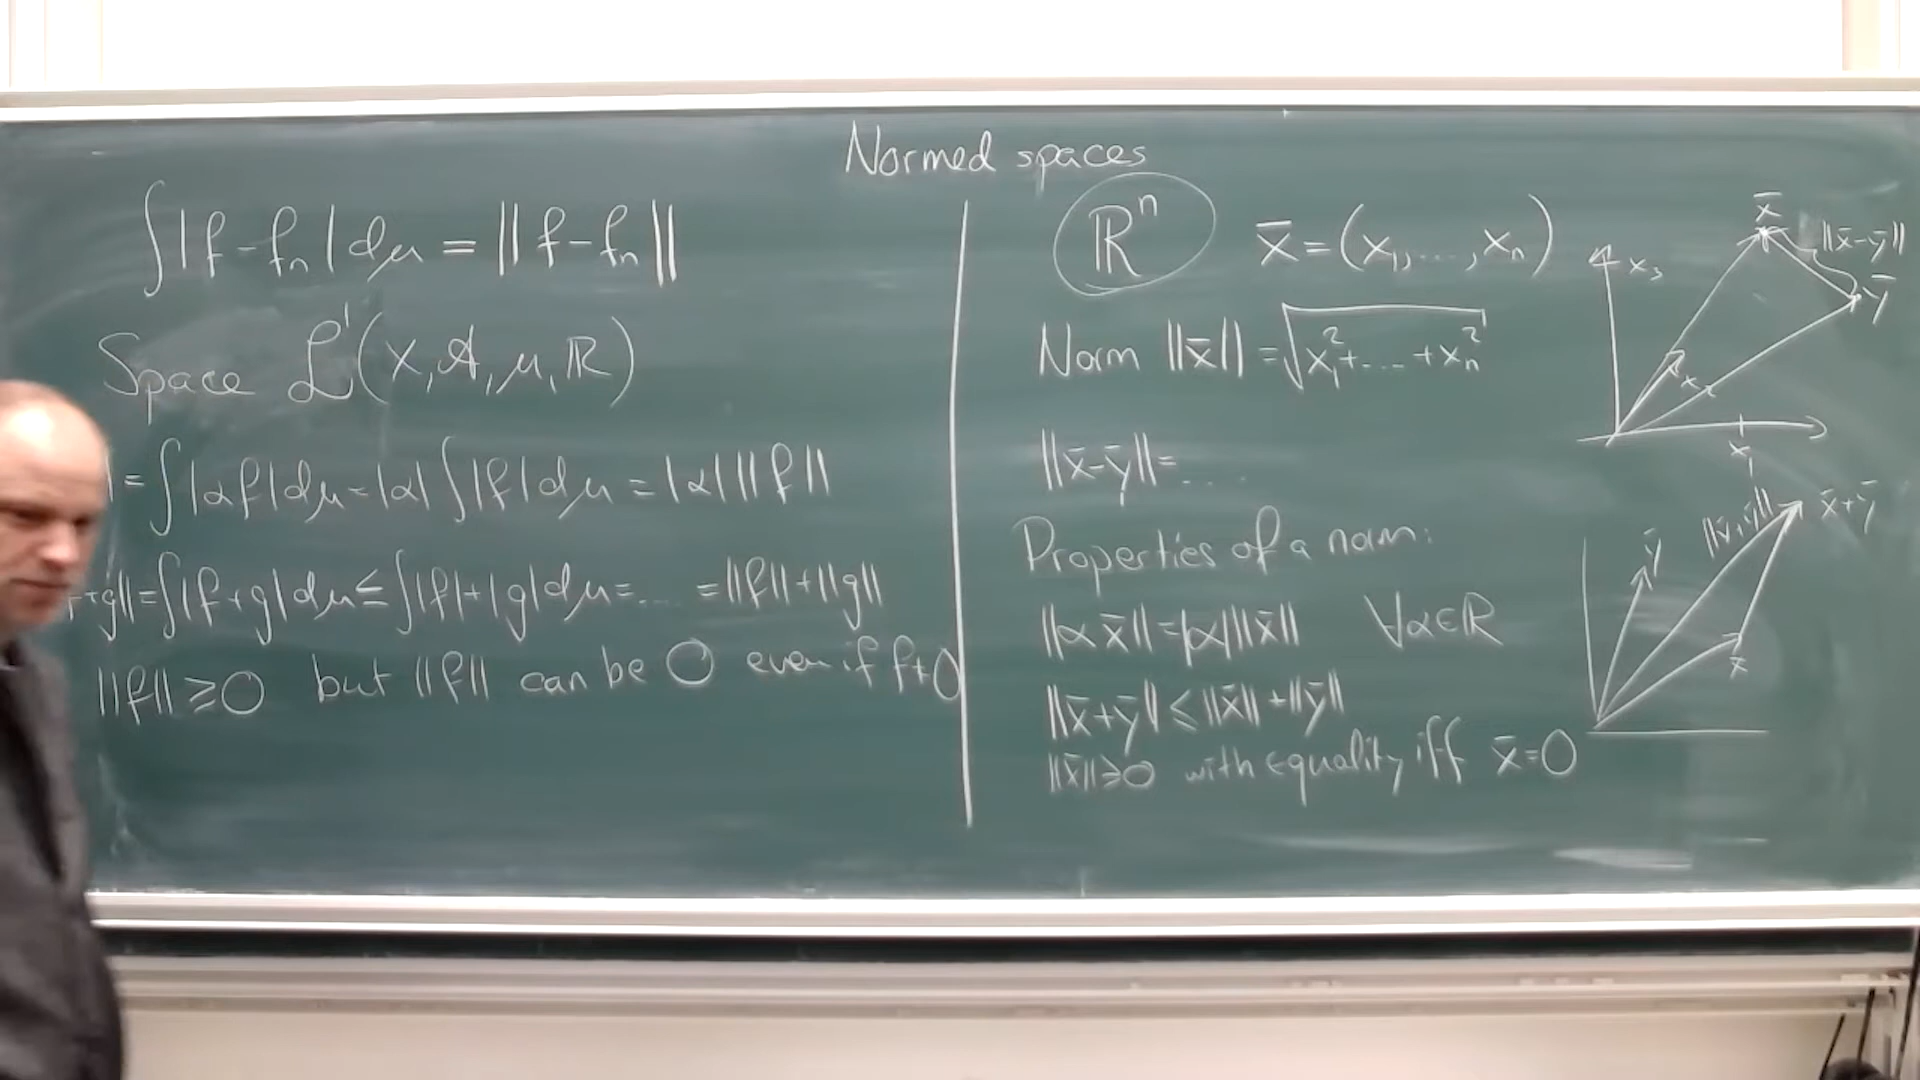 Normed spaces
∫|f-fₙ|dμ = ||f-fₙ||
Space ℒ¹(X, 𝒜, μ, ℝ)
| = ∫|αf|dμ = |α|∫|f|dμ = |α| ||f||
+g|| = ∫|f+g|dμ ≤ ∫|f|+|g|dμ = ... = ||f||+||g||
||f|| ≥ 0 but ||f|| can be 0 even if f≠0
ℝⁿ x̄ = (x₁, ..., xₙ)
Norm ||x̄|| = √(x₁²+...+xₙ²)
||x̄-ȳ|| = ...
Properties of a norm:
||αx̄|| = |α| ||x̄|| ∀α∈ℝ
||x̄+ȳ|| ≤ ||x̄||+||ȳ||
||x̄|| ≥ 0 with equality iff x̄=0
x̄
||x̄-ȳ||
ȳ
x
x₁
ȳ
x̄+ȳ
x̄